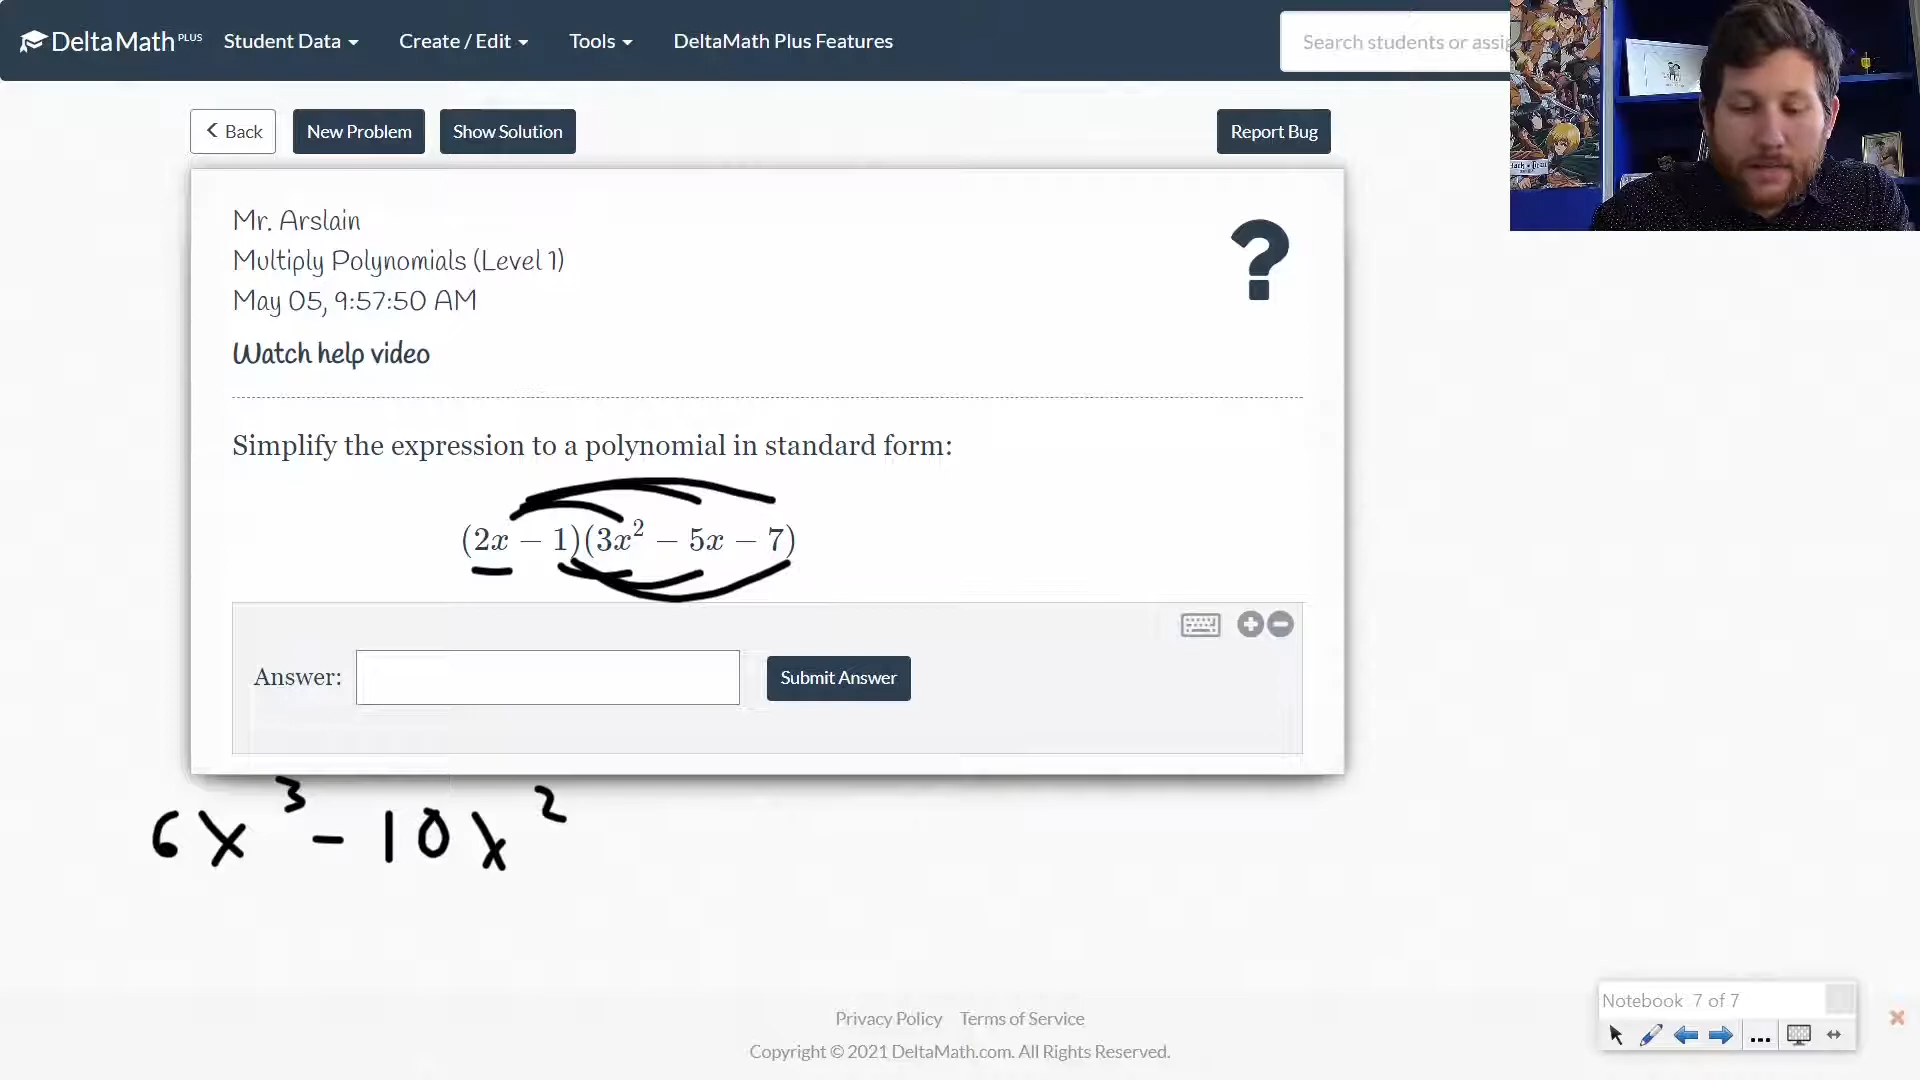 DeltaMath PLUS Student Data Create / Edit Tools DeltaMath Plus Features Search students or assig
Back New Problem Show Solution Report Bug
Mr. Arslain
Multiply Polynomials (Level 1)
May 05, 9:57:50 AM
?
Watch help video
Simplify the expression to a polynomial in standard form:
(2x − 1)(3x² − 5x − 7)
Answer: Submit Answer
6x³ - 10x²
Notebook 7 of 7
Privacy Policy Terms of Service
Copyright © 2021 DeltaMath.com. All Rights Reserved.